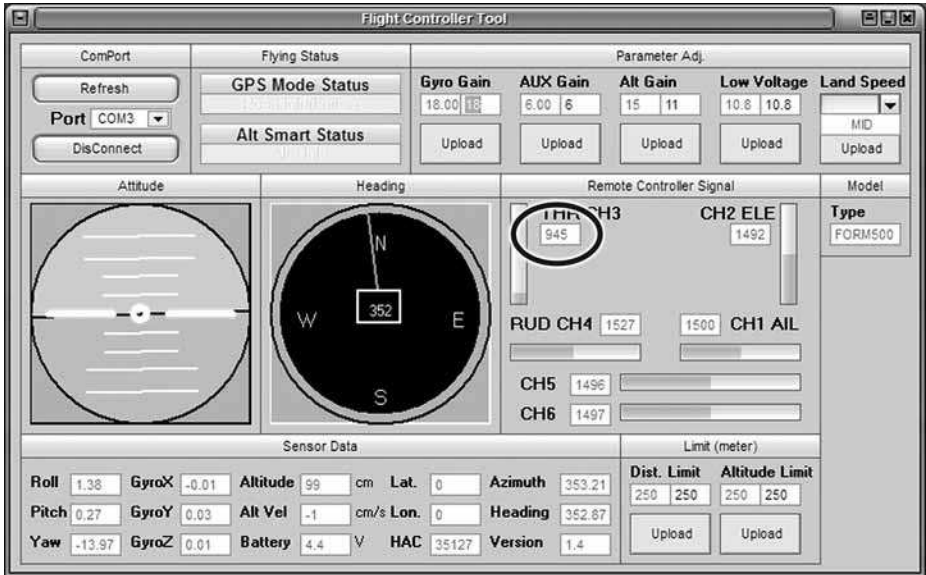 Flight Controller Tool
ComPort
Refresh
Port COM3
DisConnect
Flying Status
GPS Mode Status
Alt Smart Status
Parameter Adj.
Gyro Gain AUX Gain Alt Gain Low Voltage Land Speed
18.00 18 6.00 6 15 11 10.8 10.8
MID
Upload Upload Upload Upload Upload
Attitude
Heading
N
352
W E
S
Remote Controller Signal
THR CH3 CH2 ELE
945 1492
RUD CH4 1527 1500 CH1 AIL
CH5 1496
CH6 1497
Model
Type
FORM500
Sensor Data
Roll 1.38 GyroX -0.01 Altitude 99 cm Lat. 0 Azimuth 353.21
Pitch 0.27 GyroY 0.03 Alt Vel -1 cm/s Lon. 0 Heading 352.87
Yaw -13.97 GyroZ 0.01 Battery 4.4 V HAC 35127 Version 1.4
Limit (meter)
Dist. Limit Altitude Limit
250 250 250 250
Upload Upload